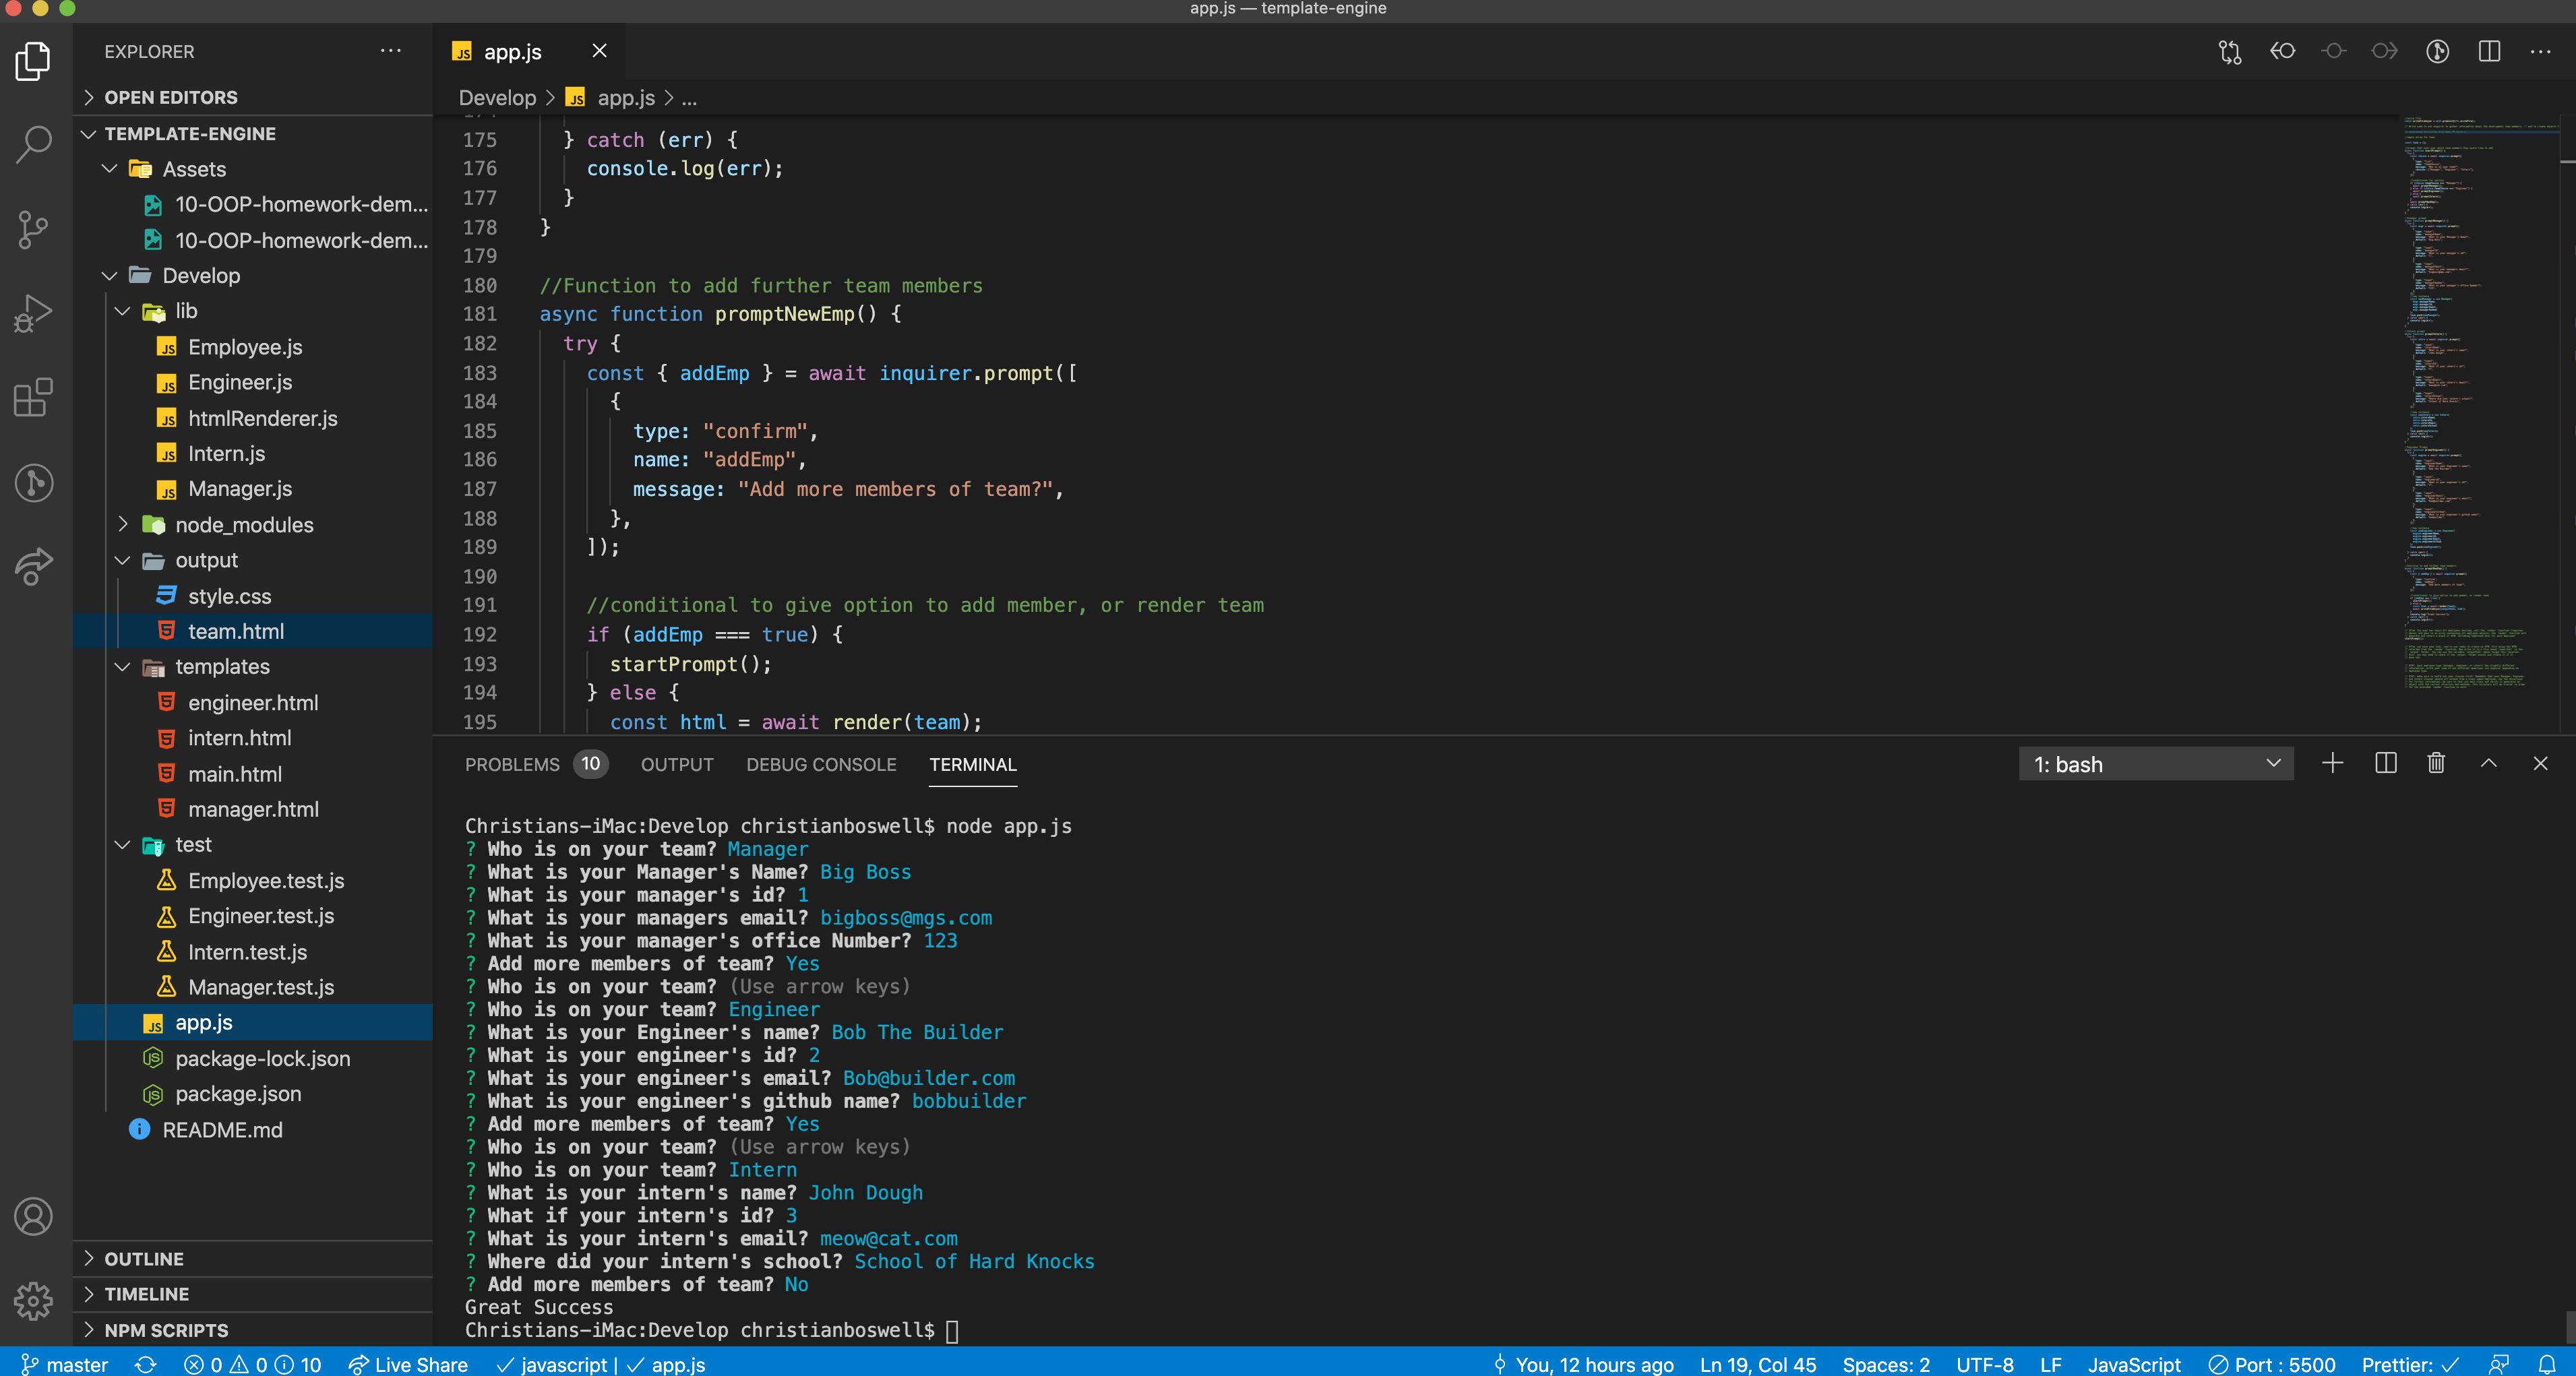 app.js — template-engine
EXPLORER
OPEN EDITORS
TEMPLATE-ENGINE
Assets
10-OOP-homework-dem...
10-OOP-homework-dem...
Develop
lib
Employee.js
Engineer.js
htmlRenderer.js
Intern.js
Manager.js
node_modules
output
style.css
team.html
templates
engineer.html
intern.html
main.html
manager.html
test
Employee.test.js
Engineer.test.js
Intern.test.js
Manager.test.js
app.js
package-lock.json
package.json
README.md
OUTLINE
TIMELINE
NPM SCRIPTS
app.js
Develop > app.js > ...
175 } catch (err) {
176 console.log(err);
177 }
178 }
179
180 //Function to add further team members
181 async function promptNewEmp() {
182 try {
183 const { addEmp } = await inquirer.prompt([
184 {
185 type: "confirm",
186 name: "addEmp",
187 message: "Add more members of team?",
188 },
189 ]);
190
191 //conditional to give option to add member, or render team
192 if (addEmp === true) {
193 startPrompt();
194 } else {
195 const html = await render(team);
PROBLEMS 10 OUTPUT DEBUG CONSOLE TERMINAL 1: bash
Christians-iMac:Develop christianboswell$ node app.js
? Who is on your team? Manager
? What is your Manager's Name? Big Boss
? What is your manager's id? 1
? What is your managers email? bigboss@mgs.com
? What is your manager's office Number? 123
? Add more members of team? Yes
? Who is on your team? (Use arrow keys)
? Who is on your team? Engineer
? What is your Engineer's name? Bob The Builder
? What is your engineer's id? 2
? What is your engineer's email? Bob@builder.com
? What is your engineer's github name? bobbuilder
? Add more members of team? Yes
? Who is on your team? (Use arrow keys)
? Who is on your team? Intern
? What is your intern's name? John Dough
? What if your intern's id? 3
? What is your intern's email? meow@cat.com
? Where did your intern's school? School of Hard Knocks
? Add more members of team? No
Great Success
Christians-iMac:Develop christianboswell$
master 0 0 10 Live Share javascript | app.js You, 12 hours ago Ln 19, Col 45 Spaces: 2 UTF-8 LF JavaScript Port : 5500 Prettier: